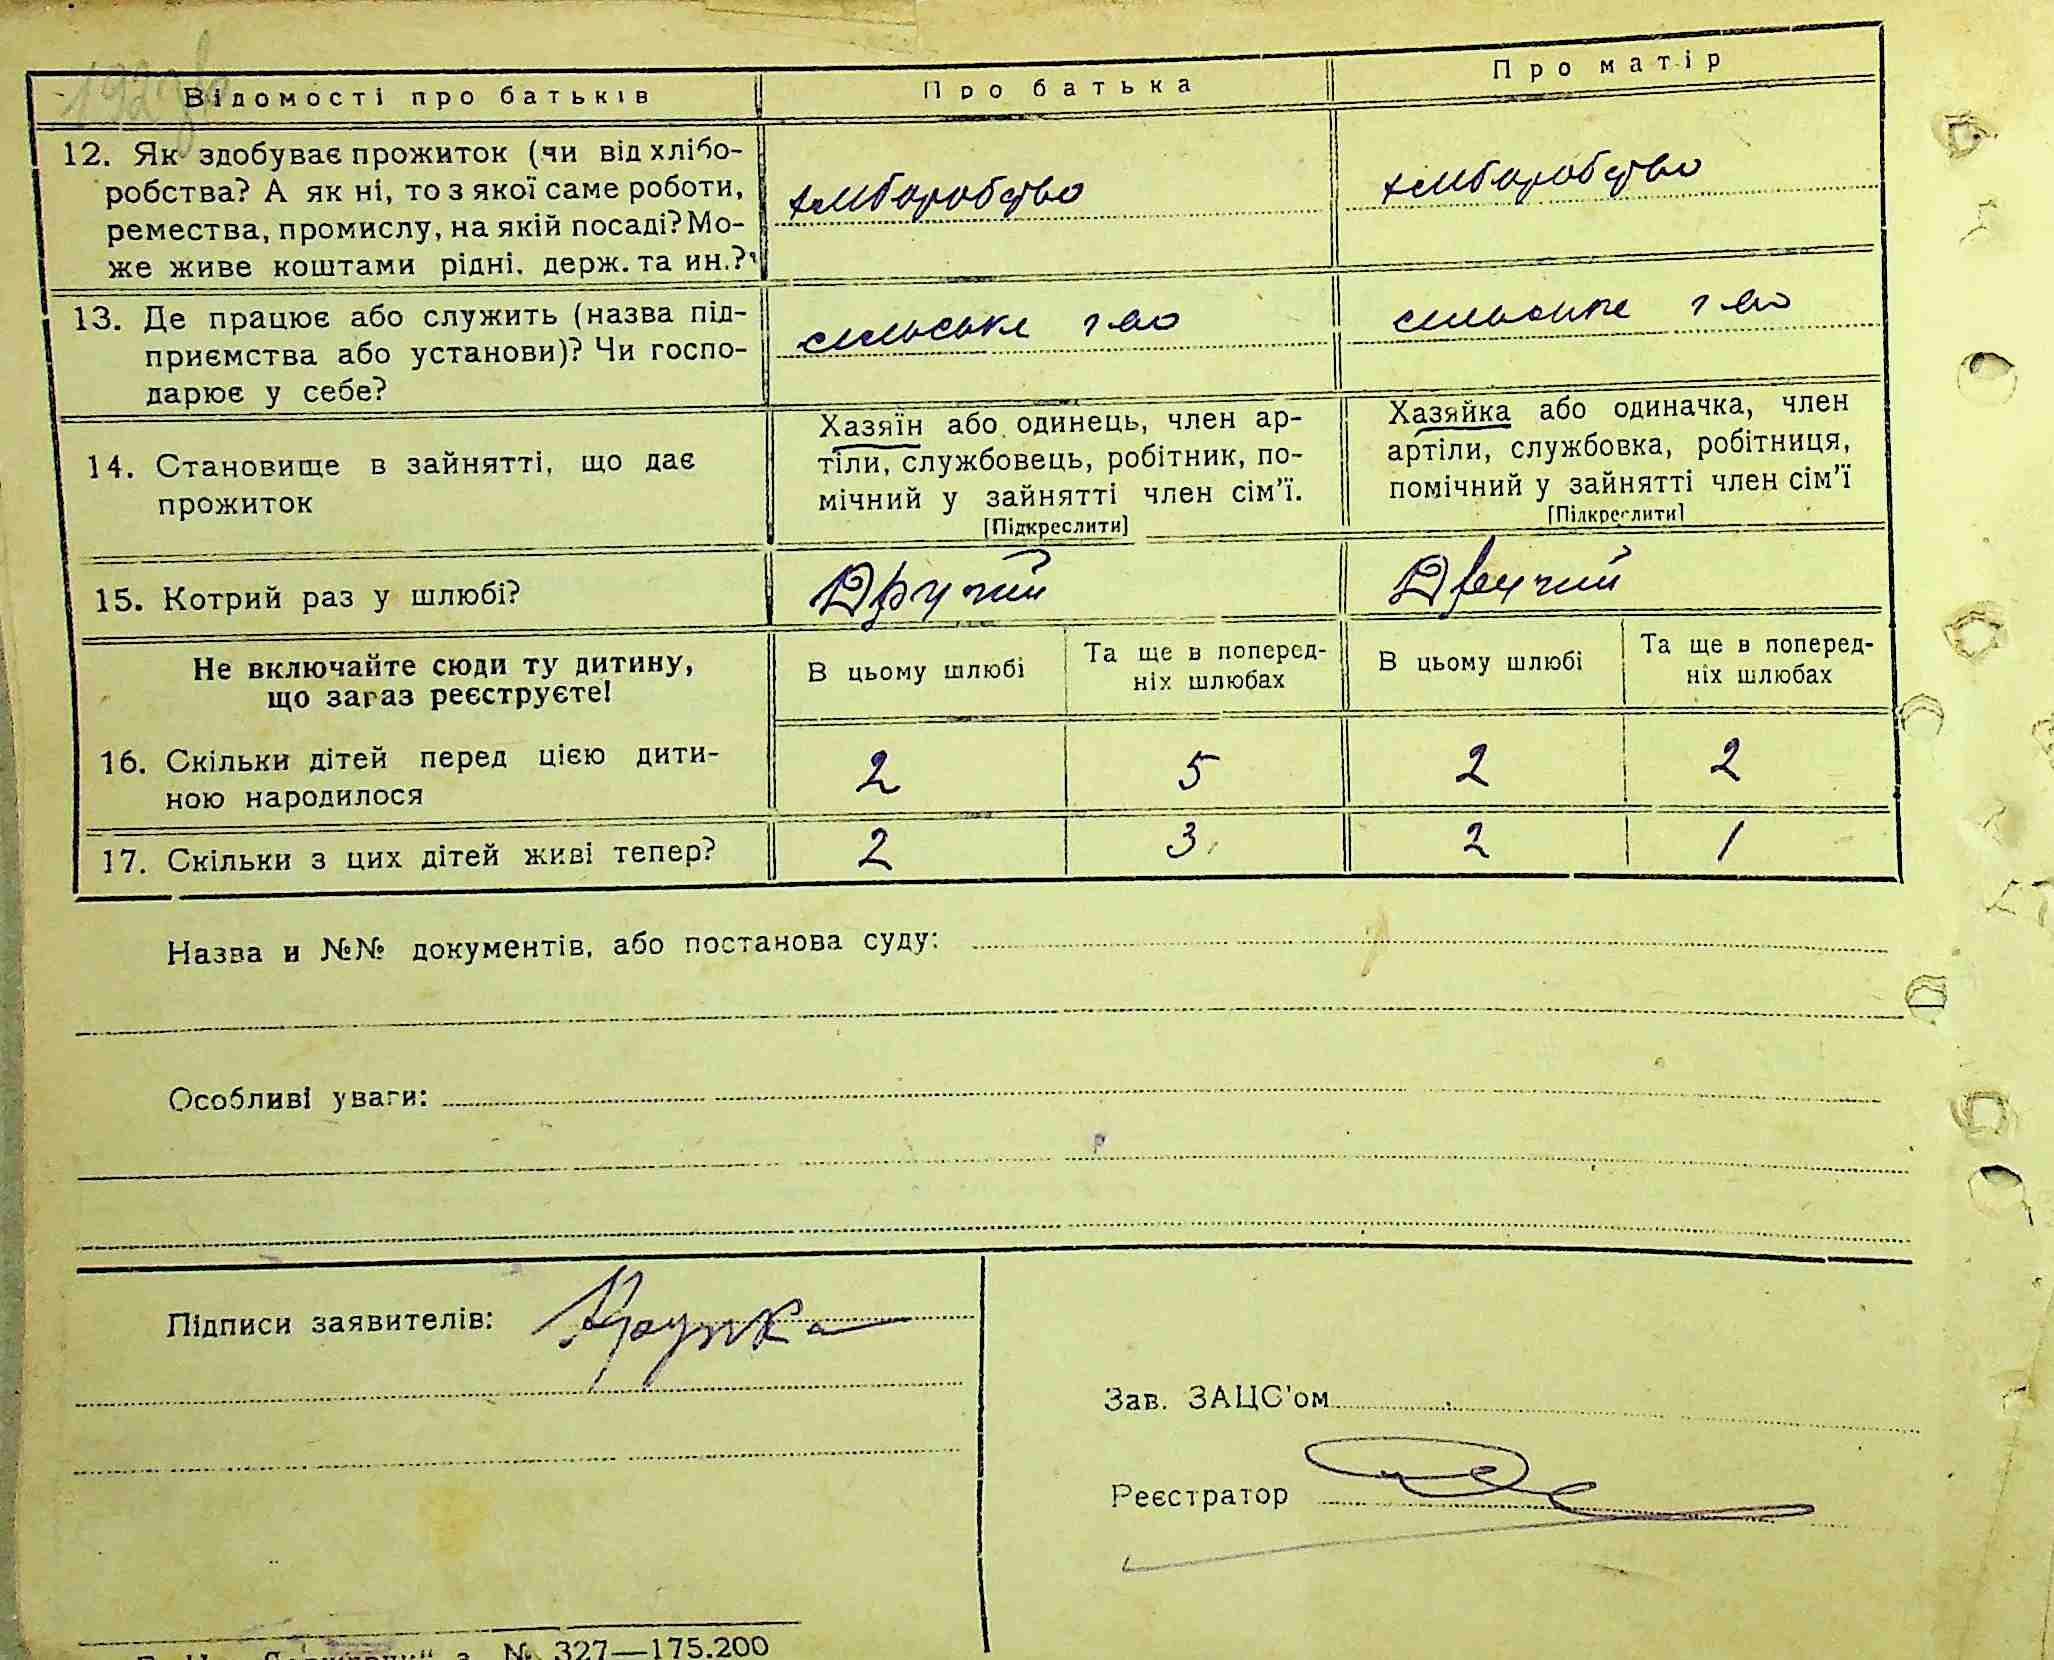 Відомості про батьків
Про батька
Про матір
12. Як здобуває прожиток (чи від хлібо-
робства? А як ні, то з якої саме роботи,
ремества, промислу, на якій посаді? Мо-
же живе коштами рідні. держ. та ин.?
хліборобство
хліборобство
13. Де працює або служить (назва під-
приємства або установи)? Чи госпо-
дарює у себе?
сільське г-во
сільське г-во
14. Становище в зайнятті, що дає
прожиток
Хазяїн або одинець, член ар-
тіли, службовець, робітник, по-
мічний у зайнятті член сім'ї.
[Підкреслити]
Хазяйка або одиначка, член
артіли, службовка, робітниця,
помічний у зайнятті член сім'ї
[Підкреслити]
15. Котрий раз у шлюбі?
Другий
Другий
Не включайте сюди ту дитину,
що зараз реєструєте!
В цьому шлюбі
Та ще в поперед-
ніх шлюбах
В цьому шлюбі
Та ще в поперед-
ніх шлюбах
16. Скільки дітей перед цією дити-
ною народилося
2 5 2 2
17. Скільки з цих дітей живі тепер?
2 3 2 1
Назва и №№ документів, або постанова суду:
Особливі уваги:
Підписи заявителів:
Зав. ЗАЦС'ом
Реєстратор
№ 327—175.200